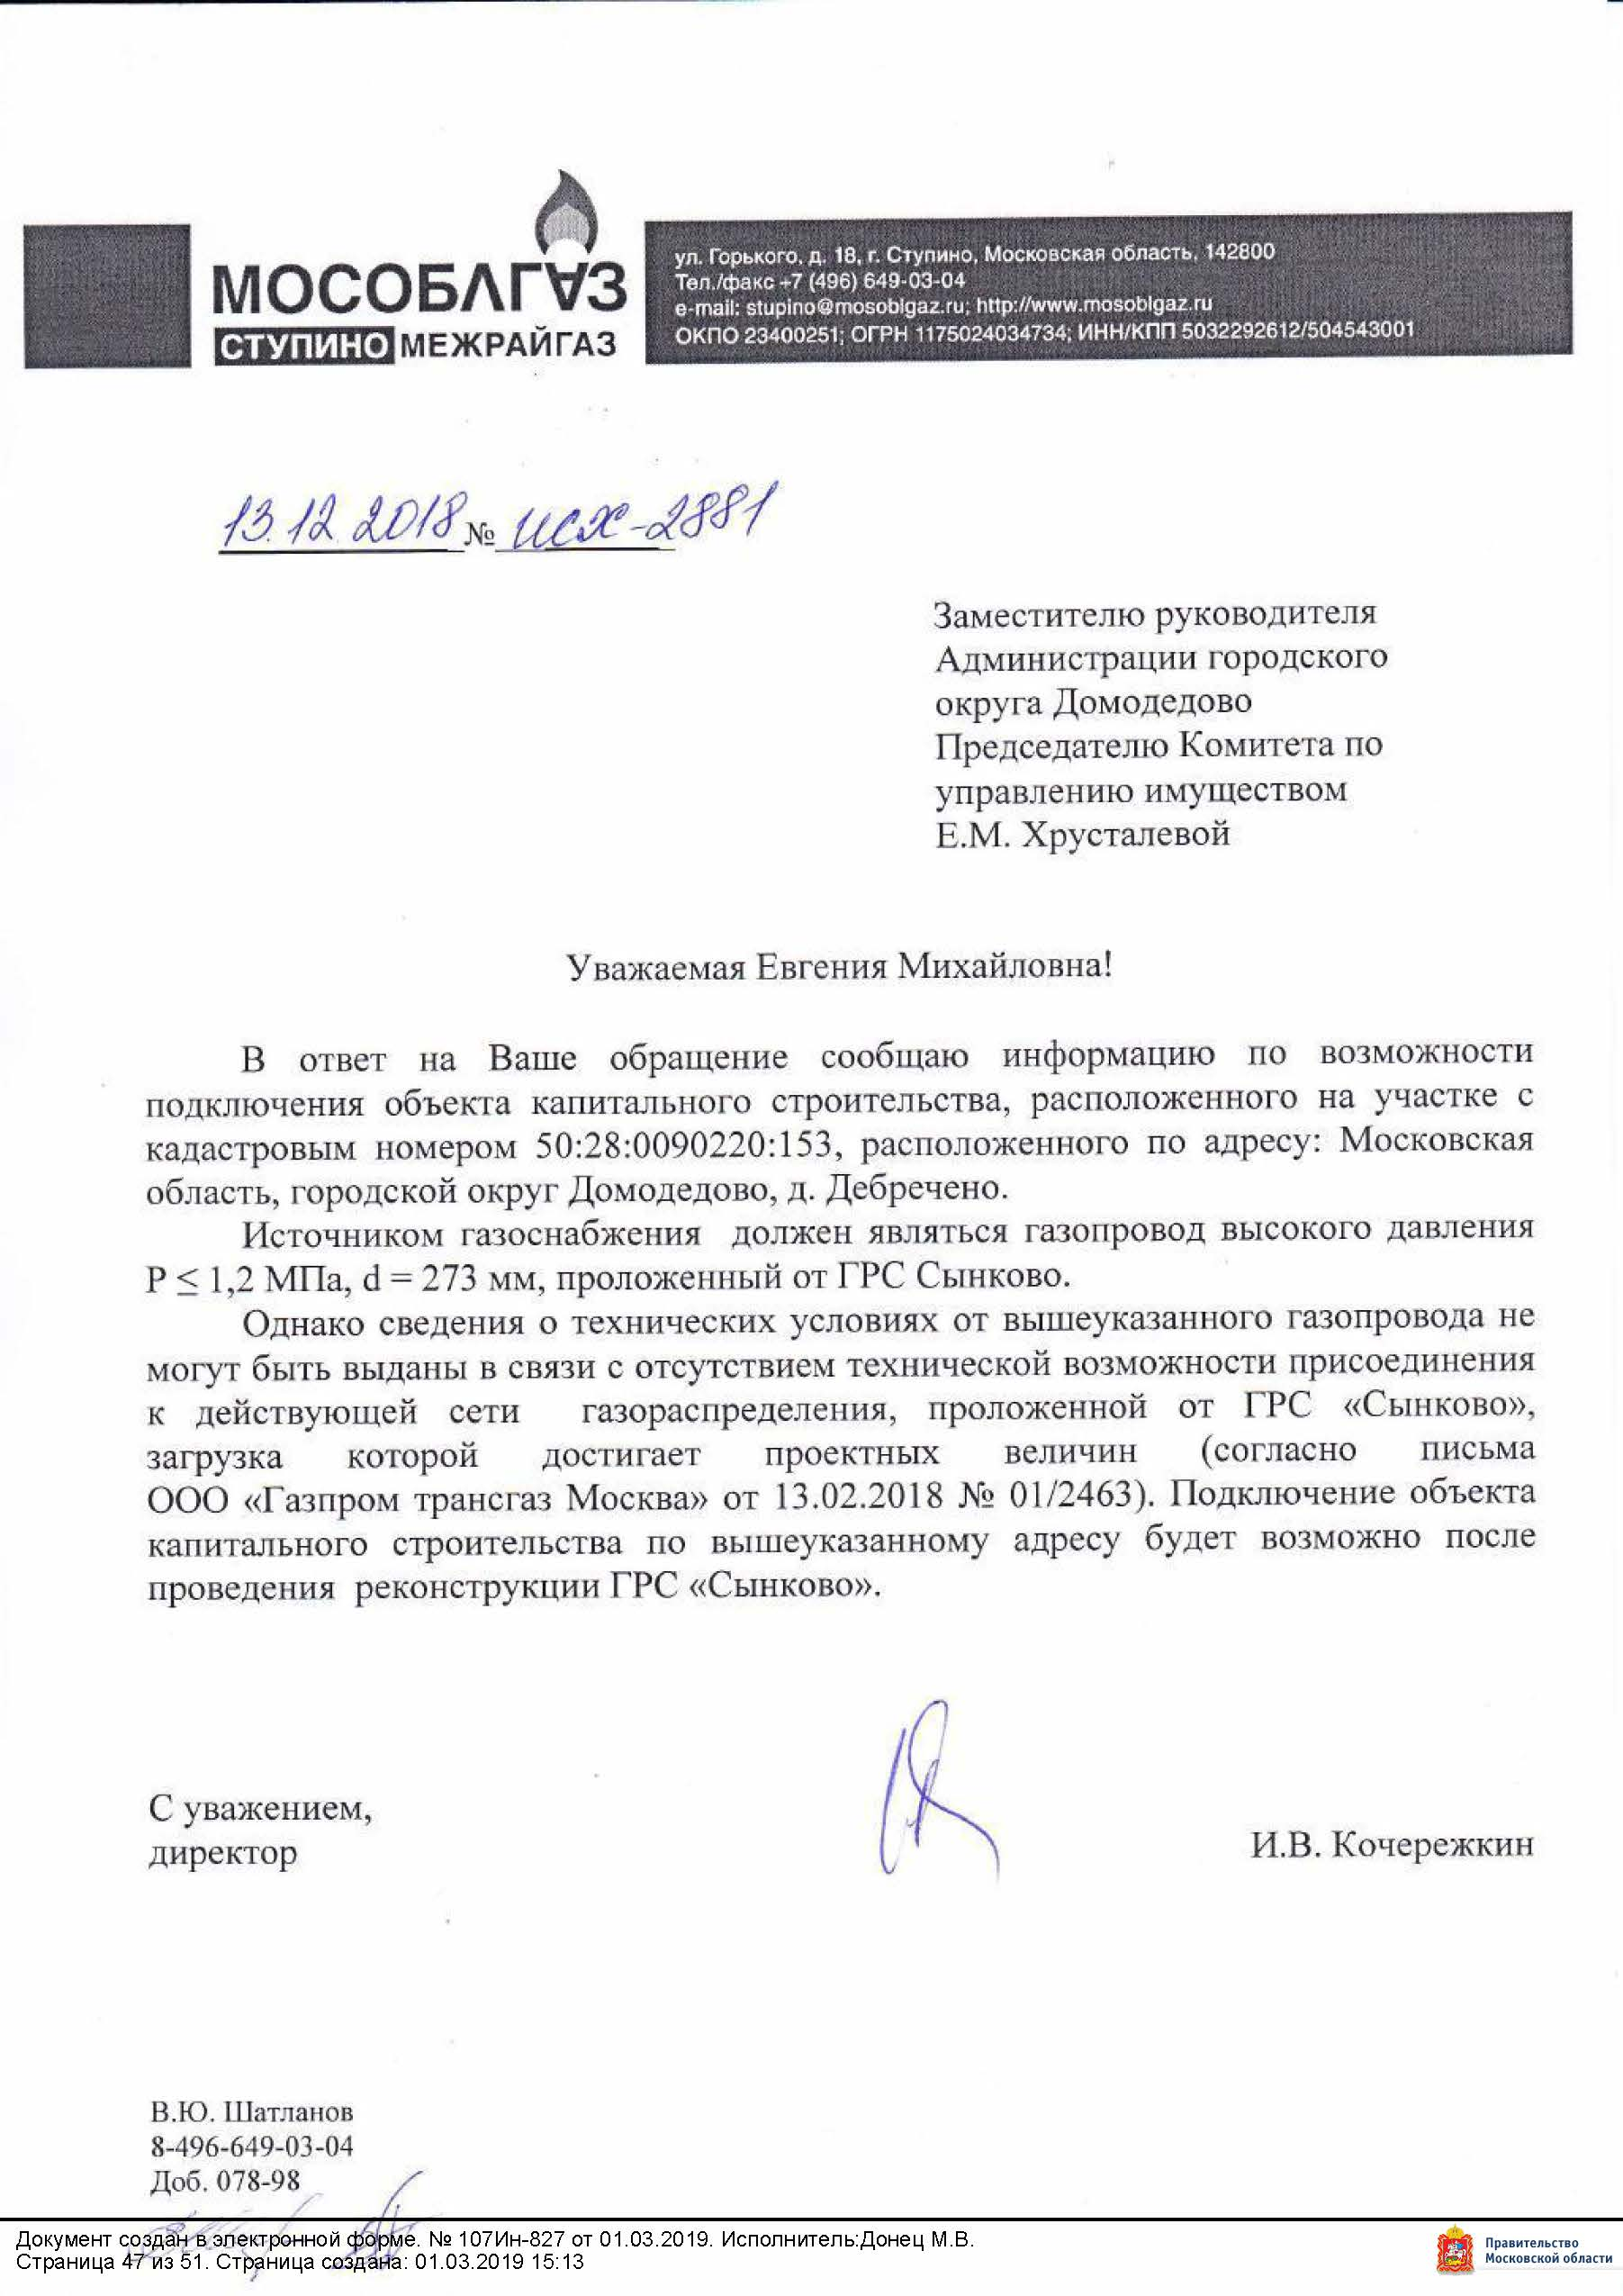 МОСОБЛГАЗ
СТУПИНО МЕЖРАЙГАЗ
ул. Горького, д. 18, г. Ступино, Московская область, 142800
Тел./факс +7 (496) 649-03-04
e-mail: stupino@mosoblgaz.ru; http://www.mosoblgaz.ru
ОКПО 23400251; ОГРН 1175024034734; ИНН/КПП 5032292612/504543001
13.12.2018 № исх-2881
Заместителю руководителя
Администрации городского
округа Домодедово
Председателю Комитета по
управлению имуществом
Е.М. Хрусталевой
Уважаемая Евгения Михайловна!
В ответ на Ваше обращение сообщаю информацию по возможности
подключения объекта капитального строительства, расположенного на участке с
кадастровым номером 50:28:0090220:153, расположенного по адресу: Московская
область, городской округ Домодедово, д. Дебречено.
Источником газоснабжения должен являться газопровод высокого давления
Р ≤ 1,2 МПа, d = 273 мм, проложенный от ГРС Сынково.
Однако сведения о технических условиях от вышеуказанного газопровода не
могут быть выданы в связи с отсутствием технической возможности присоединения
к действующей сети газораспределения, проложенной от ГРС «Сынково»,
загрузка которой достигает проектных величин (согласно письма
ООО «Газпром трансгаз Москва» от 13.02.2018 № 01/2463). Подключение объекта
капитального строительства по вышеуказанному адресу будет возможно после
проведения реконструкции ГРС «Сынково».
С уважением,
директор
И.В. Кочережкин
В.Ю. Шатланов
8-496-649-03-04
Доб. 078-98
Документ создан в электронной форме. № 107Ин-827 от 01.03.2019. Исполнитель:Донец М.В.
Страница 47 из 51. Страница создана: 01.03.2019 15:13
Правительство
Московской области